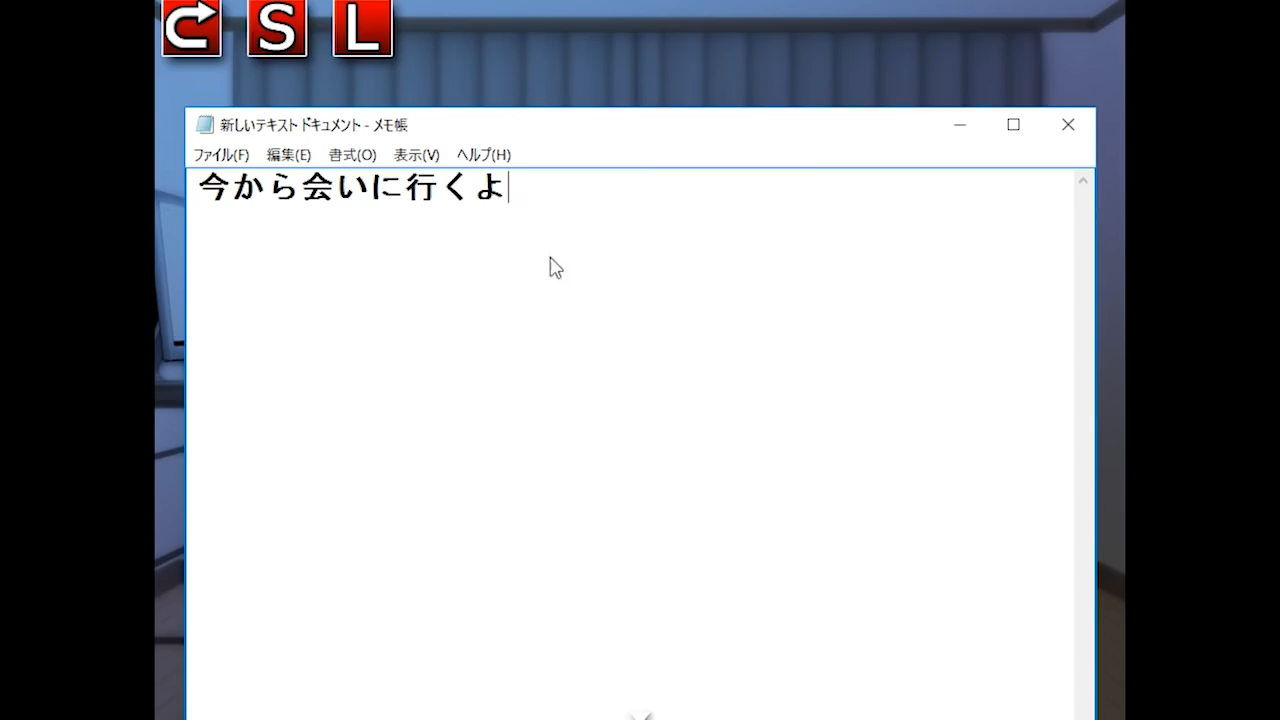 S L
新しいテキスト ドキュメント - メモ帳
ファイル(F) 編集(E) 書式(O) 表示(V) ヘルプ(H)
今から会いに行くよ